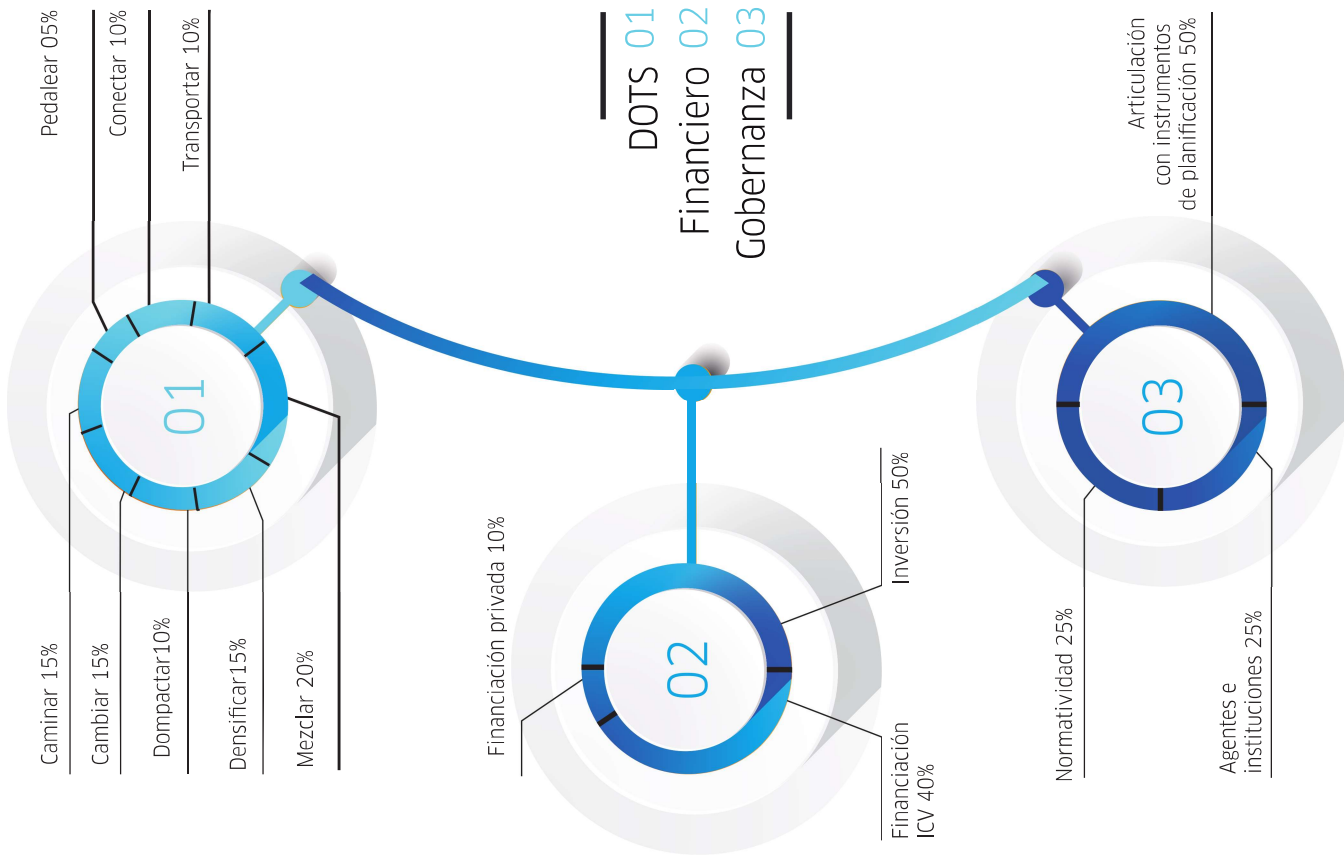 Caminar 15%
Cambiar 15%
Dompactar10%
Densificar15%
Mezclar 20%
Pedalear 05%
Conectar 10%
Transportar 10%
01
Financiación privada 10%
02
Financiación
ICV 40%
Inversión 50%
DOTS 01
Financiero 02
Gobernanza 03
Normatividad 25%
03
Agentes e
instituciones 25%
Articulación
con instrumentos
de planificación 50%